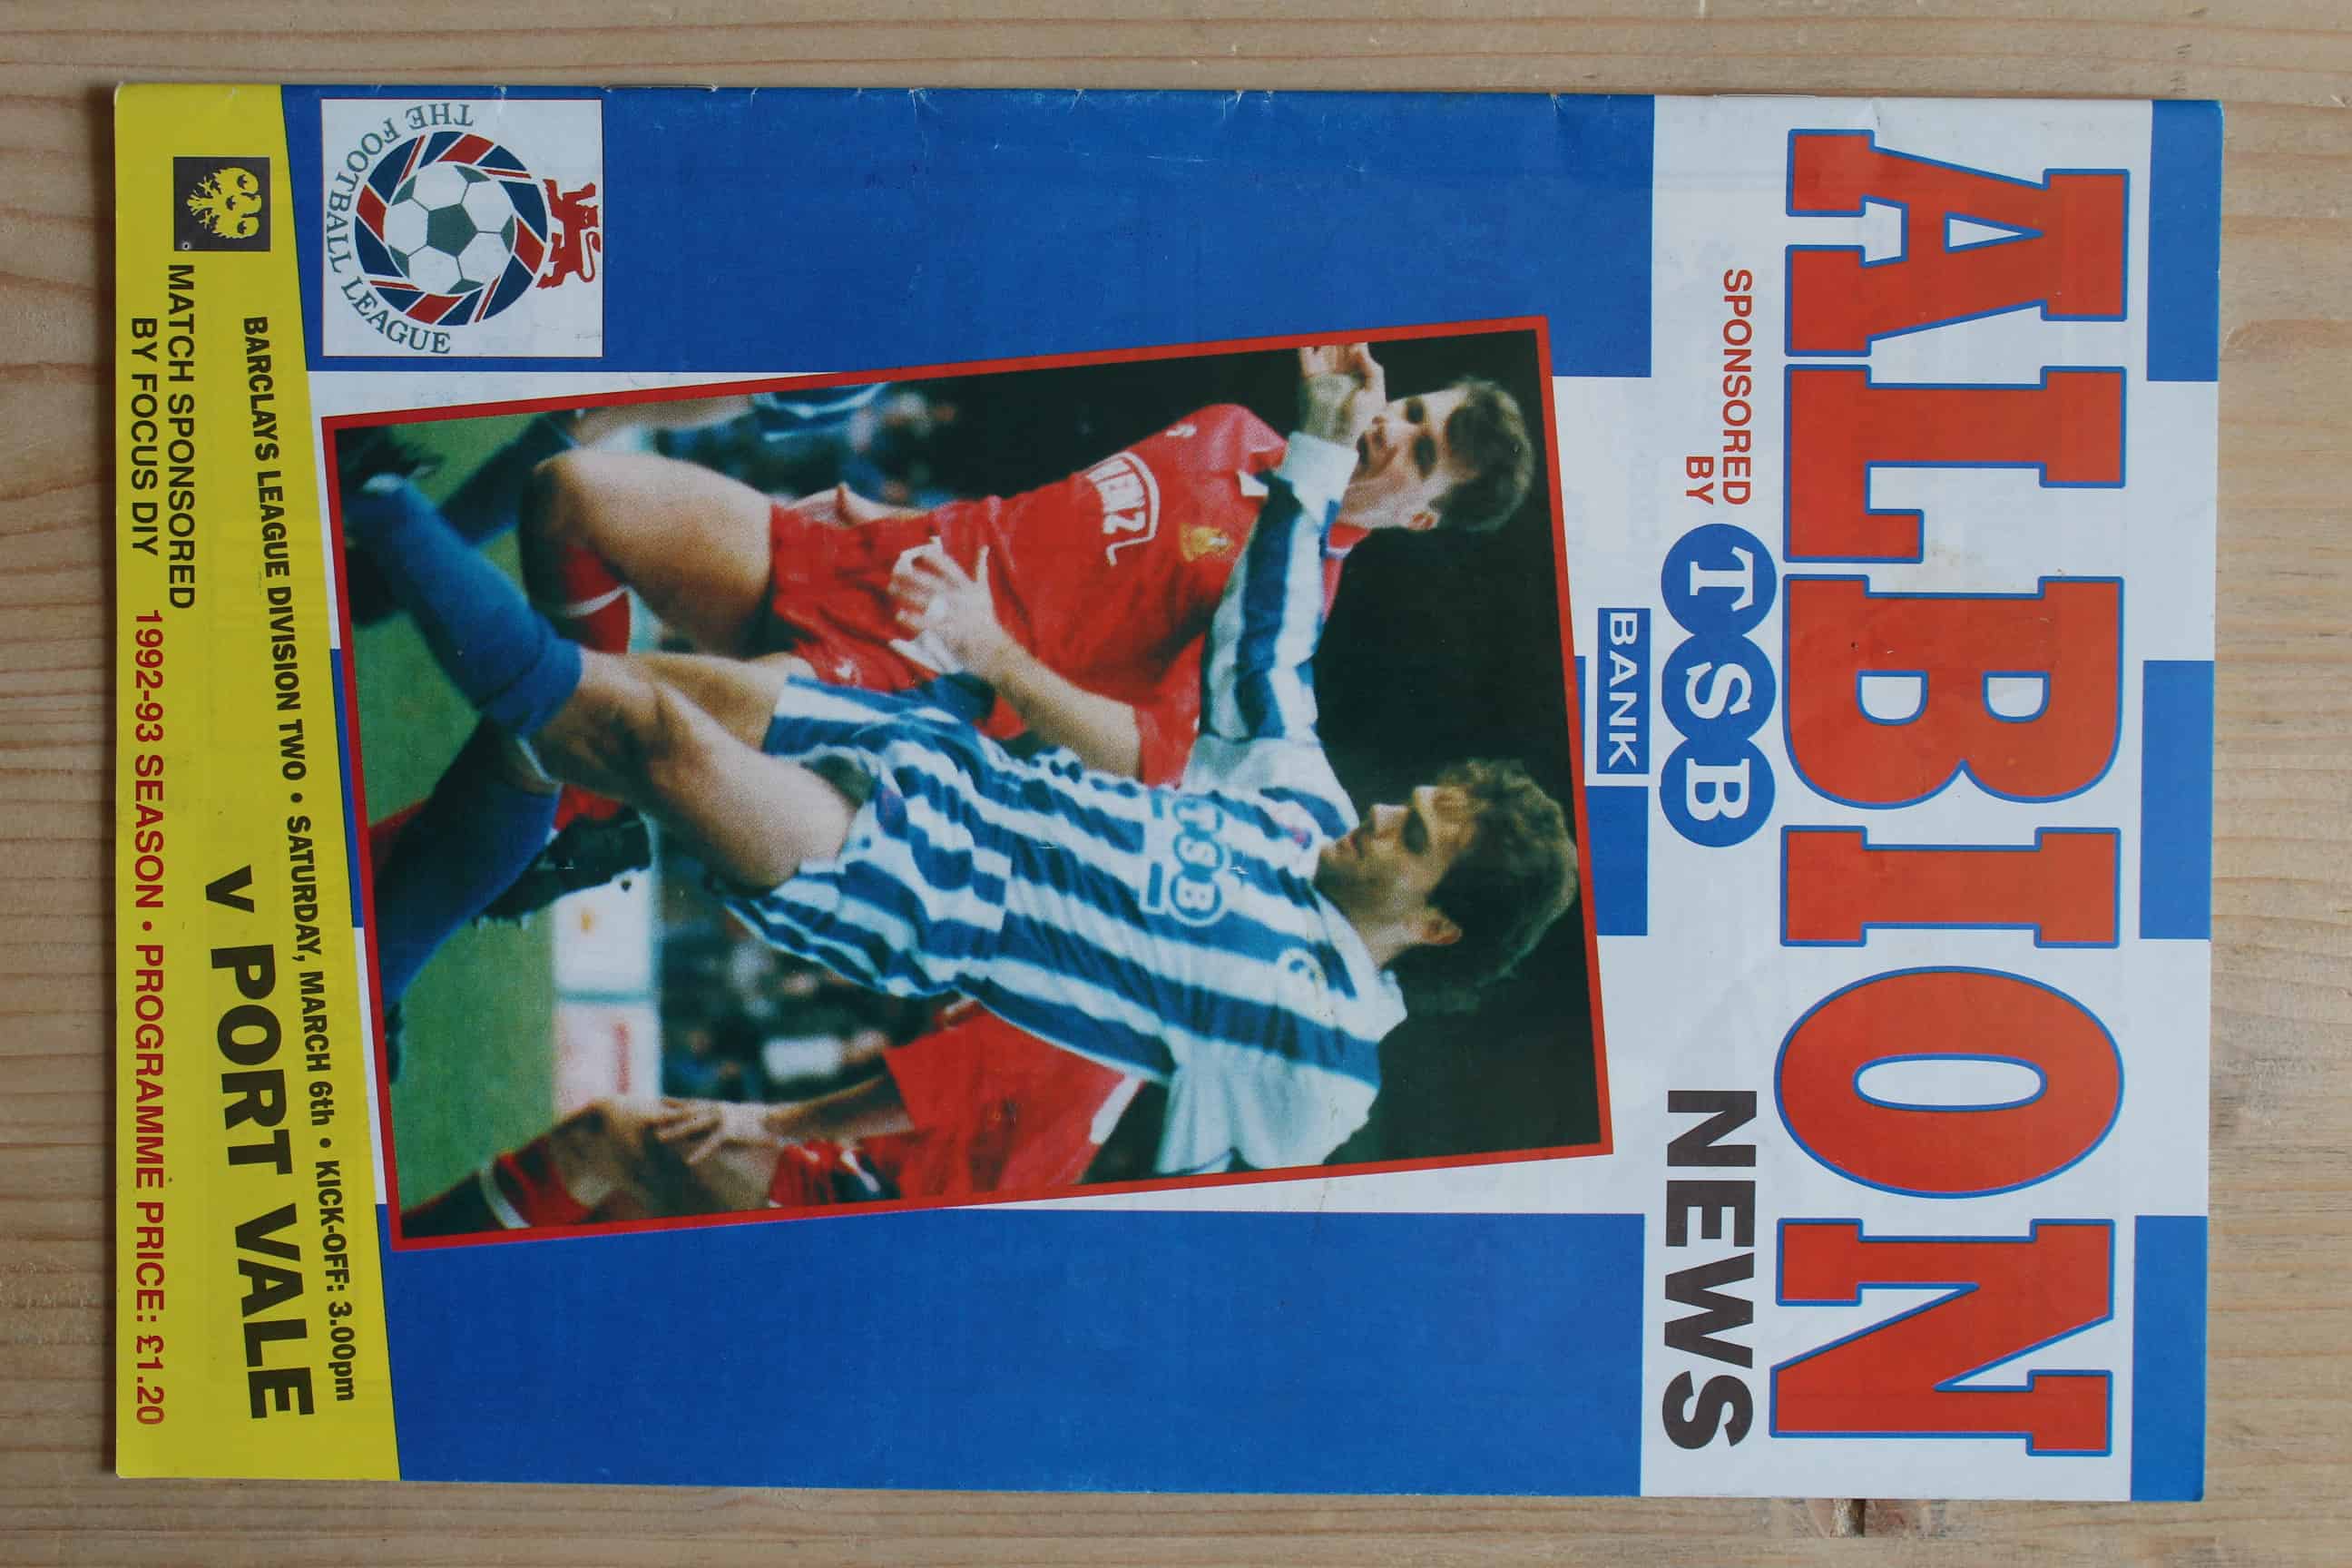 ALBION
SPONSORED
BY
TSB
BANK
NEWS
TSB
THE FOOTBALL LEAGUE
BARCLAYS LEAGUE DIVISION TWO • SATURDAY, MARCH 6th • KICK-OFF: 3.00pm
v PORT VALE
MATCH SPONSORED
BY FOCUS DIY
1992-93 SEASON • PROGRAMME PRICE: £1.20